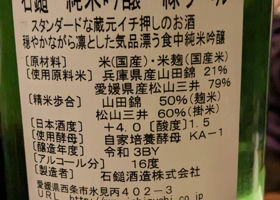 石鎚 純米吟醸 緑ラベル
スタンダードな蔵元イチ押しのお酒
穏やかながら凛とした気品漂う食中純米吟醸
[原材料] 米(国産)・米麹(国産米)
[使用原料米] 兵庫県産山田錦 21%
愛媛県産松山三井 79%
[精米歩合] 山田錦 50%(麹米)
松山三井 60%(掛米)
[日本酒度] +4.0 [酸度]1.5
[使用酵母] 自家培養酵母 KA-1
[醸造年度] 令和 3BY
[アルコール分] 16度
[製造者] 石鎚酒造株式会社
愛媛県西条市氷見丙402-3